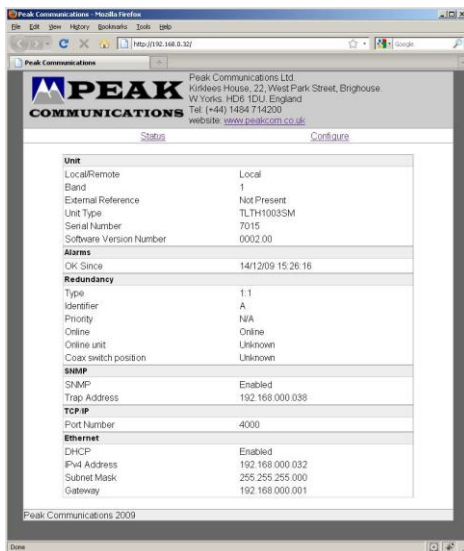 Peak Communications - Mozilla Firefox
File Edit View History Bookmarks Tools Help
http://192.168.0.32/
Google
Peak Communications
PEAK
COMMUNICATIONS
Peak Communications Ltd.
Kirklees House, 22, West Park Street, Brighouse.
W.Yorks. HD6 1DU. England
Tel: (+44) 1484 714200
website: www.peakcom.co.uk
Status Configure
Unit
Local/Remote Local
Band 1
External Reference Not Present
Unit Type TLTH1003SM
Serial Number 7015
Software Version Number 0002.00
Alarms
OK Since 14/12/09 15:26:16
Redundancy
Type 1:1
Identifier A
Priority N/A
Online Online
Online unit Unknown
Coax switch position Unknown
SNMP
SNMP Enabled
Trap Address 192.168.000.038
TCP/IP
Port Number 4000
Ethernet
DHCP Enabled
IPv4 Address 192.168.000.032
Subnet Mask 255.255.255.000
Gateway 192.168.000.001
Peak Communications 2009
Done